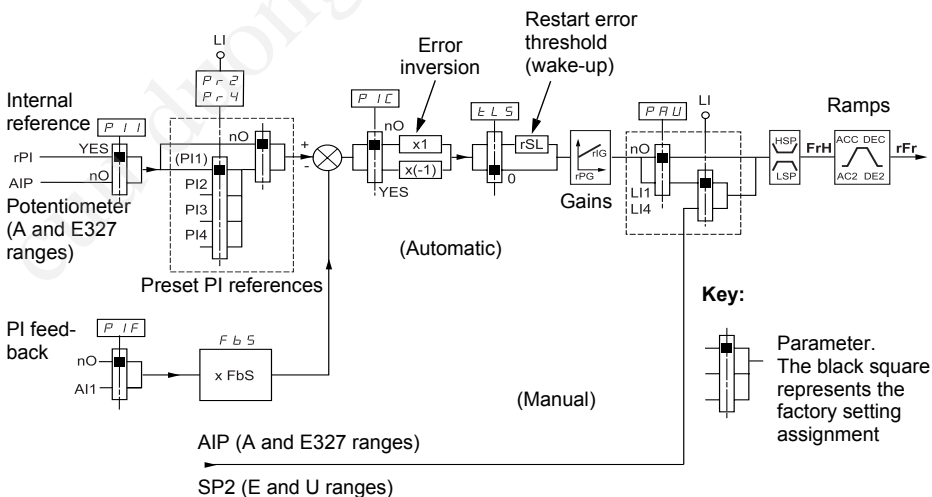 Restart error
threshold
(wake-up)
LI
Error
inversion
Pr2
Pr4
PIC
tLS
PAU
LI
Ramps
Internal
reference
PII
nO
nO
rSL
nO
HSP
LSP
FrH
ACC DEC
AC2 DE2
rFr
rPI
YES
(PI1)
+
-
x1
x(-1)
rIG
rPG
AIP
nO
PI2
YES
0
Gains
LI1
LI4
Potentiometer
(A and E327
ranges)
PI3
PI4
(Automatic)
Preset PI references
Key:
PI feed-
back
PIF
FbS
nO
AI1
x FbS
Parameter.
The black square
represents the
factory setting
assignment
(Manual)
AIP (A and E327 ranges)
SP2 (E and U ranges)